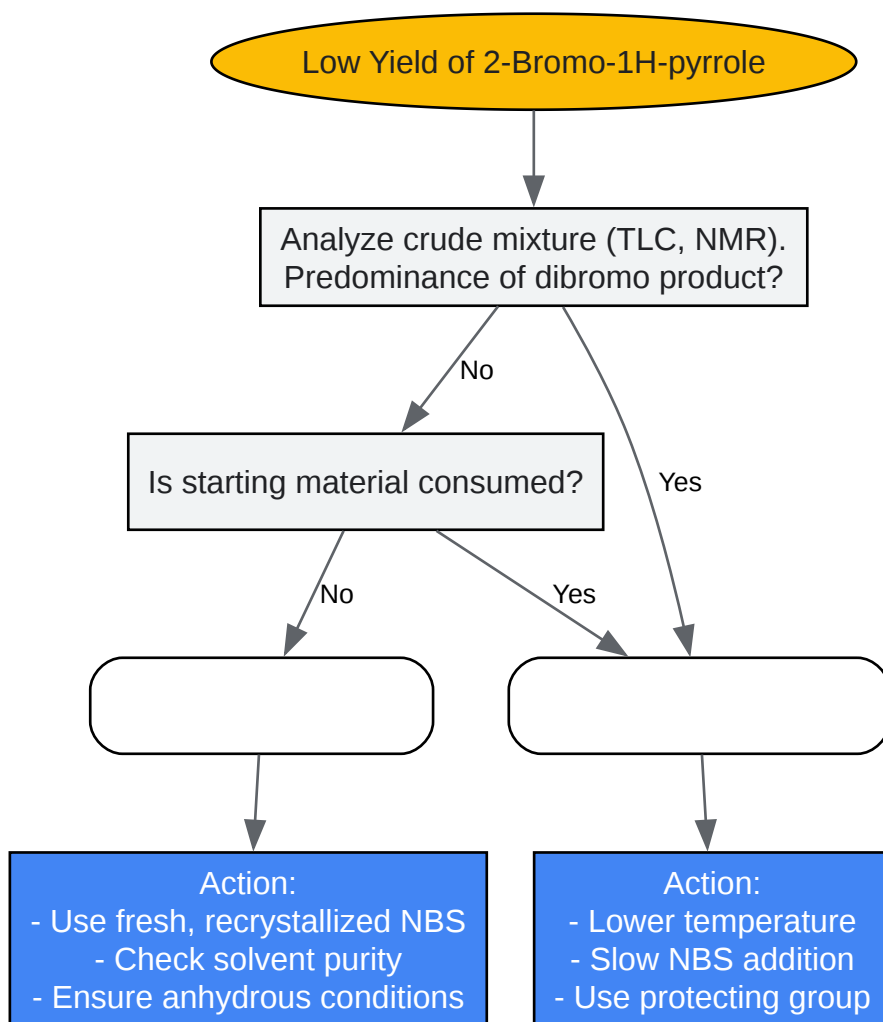 Low Yield of 2-Bromo-1H-pyrrole
Analyze crude mixture (TLC, NMR).
Predominance of dibromo product?
No
Is starting material consumed?
Yes
No
Yes
Action:
- Use fresh, recrystallized NBS
- Check solvent purity
- Ensure anhydrous conditions
Action:
- Lower temperature
- Slow NBS addition
- Use protecting group